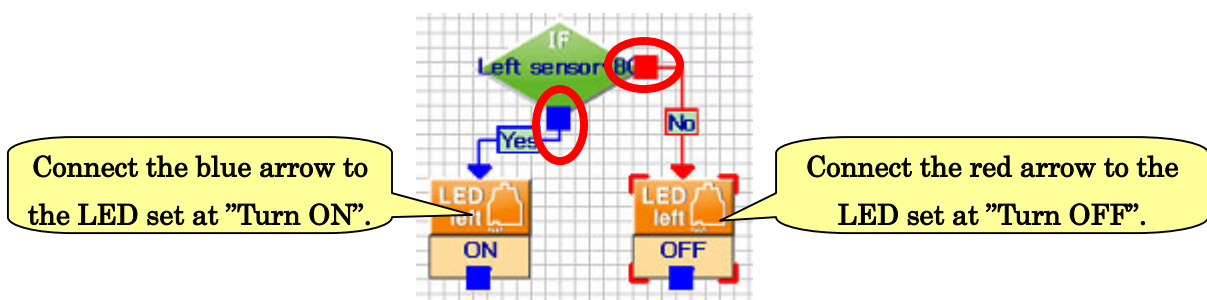 IF
Left sensor 80
Yes
No
Connect the blue arrow to
the LED set at ”Turn ON”.
LED
left
ON
LED
left
OFF
Connect the red arrow to the
LED set at ”Turn OFF”.